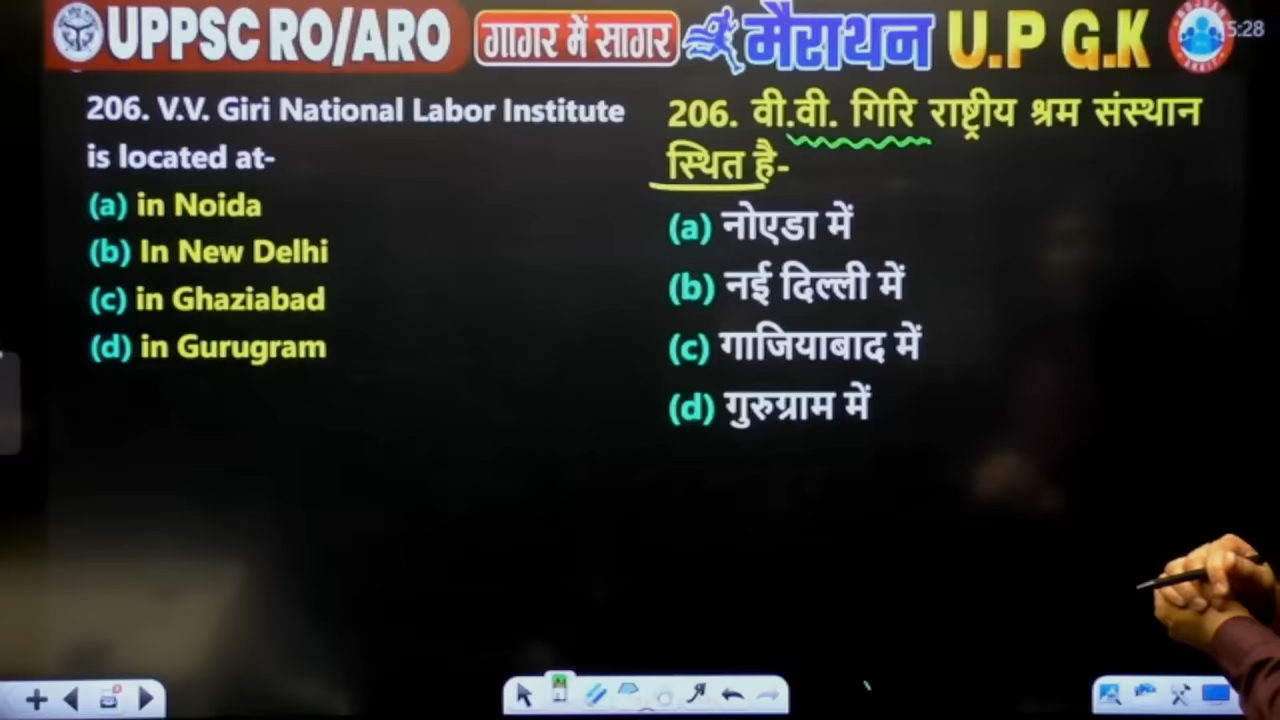 UPPSC RO/ARO गागर में सागर मैराथन U.P G.K
5:28
206. V.V. Giri National Labor Institute
is located at-
(a) in Noida
(b) In New Delhi
(c) in Ghaziabad
(d) in Gurugram
206. वी.वी. गिरि राष्ट्रीय श्रम संस्थान
स्थित है-
(a) नोएडा में
(b) नई दिल्ली में
(c) गाजियाबाद में
(d) गुरुग्राम में